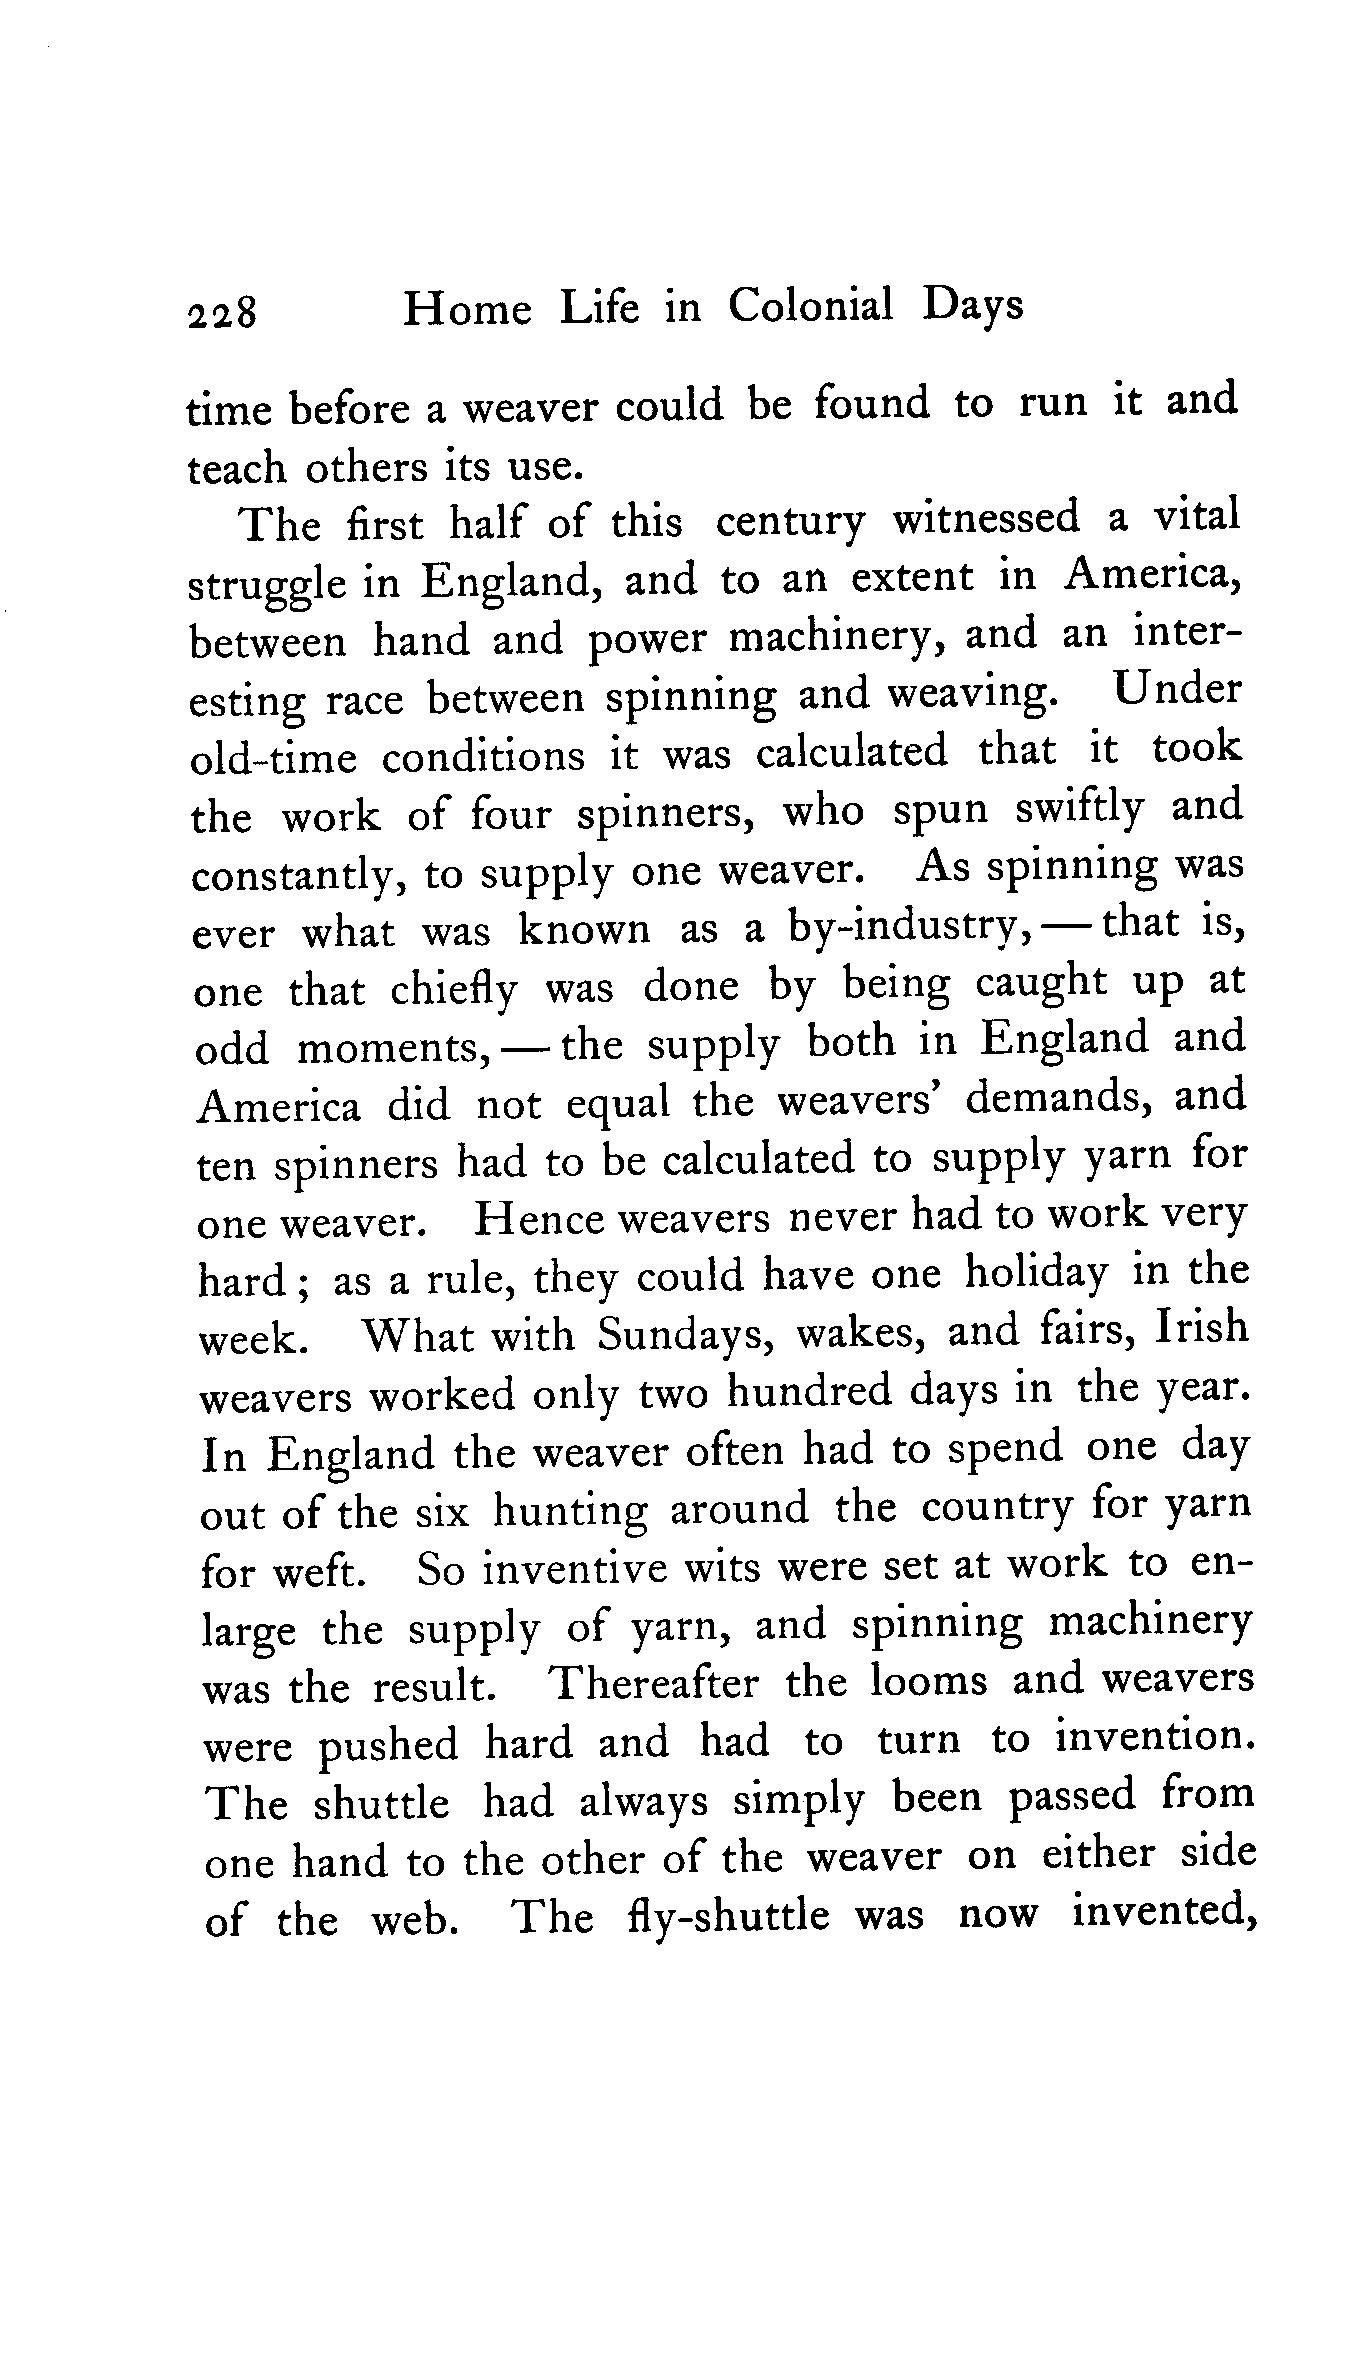 228 Home Life in Colonial Days
time before a weaver could be found to run it and
teach others its use.
The first half of this century witnessed a vital
struggle in England, and to an extent in America,
between hand and power machinery, and an inter-
esting race between spinning and weaving. Under
old-time conditions it was calculated that it took
the work of four spinners, who spun swiftly and
constantly, to supply one weaver. As spinning was
ever what was known as a by-industry, — that is,
one that chiefly was done by being caught up at
odd moments, — the supply both in England and
America did not equal the weavers’ demands, and
ten spinners had to be calculated to supply yarn for
one weaver. Hence weavers never had to work very
hard; as a rule, they could have one holiday in the
week. What with Sundays, wakes, and fairs, Irish
weavers worked only two hundred days in the year.
In England the weaver often had to spend one day
out of the six hunting around the country for yarn
for weft. So inventive wits were set at work to en-
large the supply of yarn, and spinning machinery
was the result. Thereafter the looms and weavers
were pushed hard and had to turn to invention.
The shuttle had always simply been passed from
one hand to the other of the weaver on either side
of the web. The fly-shuttle was now invented,